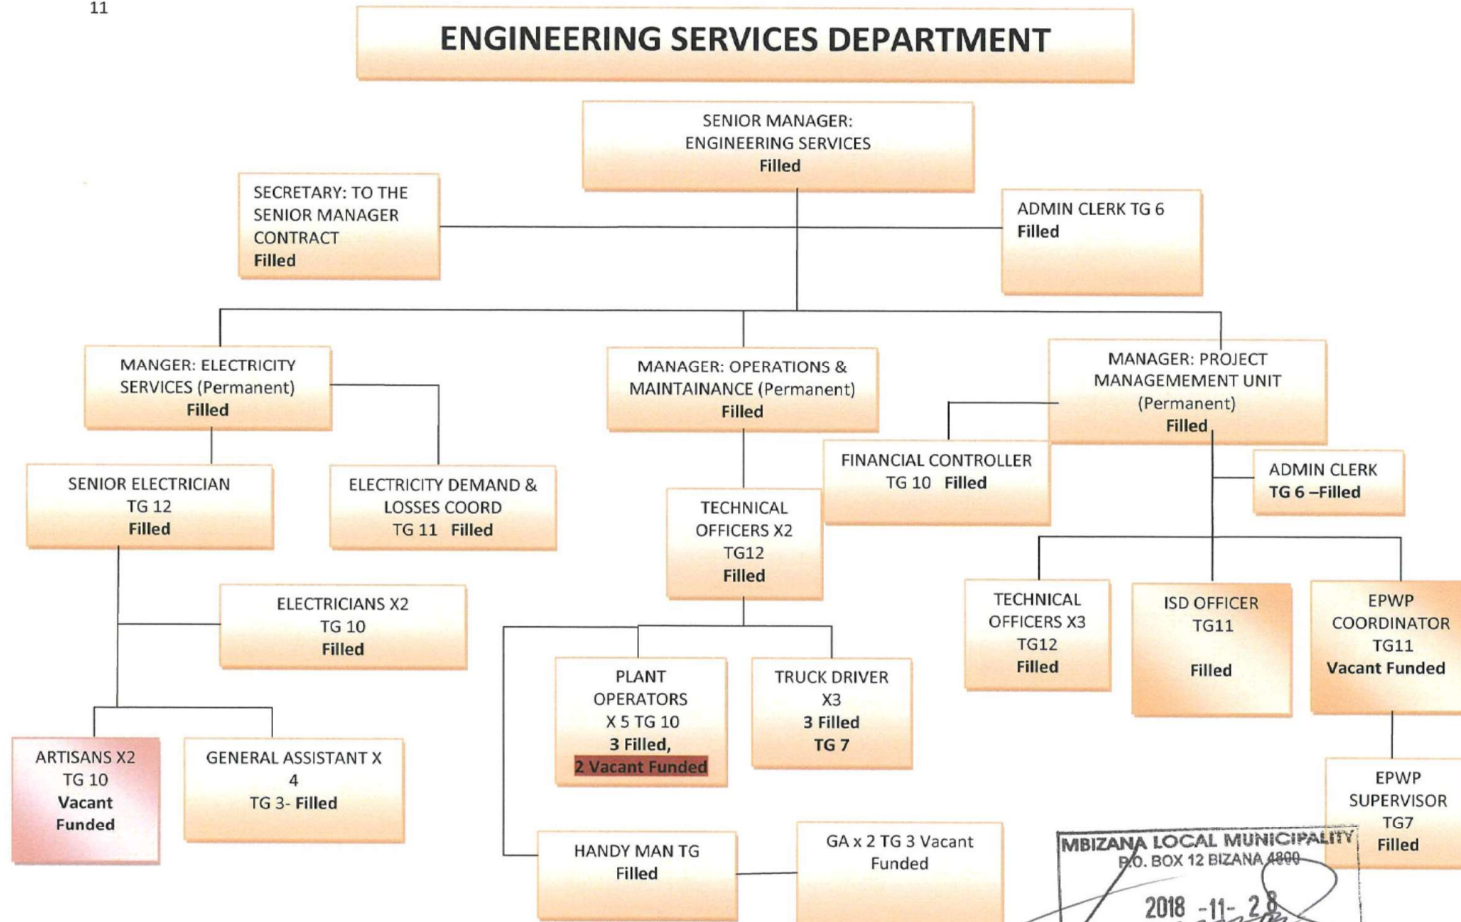 11
ENGINEERING SERVICES DEPARTMENT
SENIOR MANAGER:
ENGINEERING SERVICES
Filled
SECRETARY: TO THE
SENIOR MANAGER
CONTRACT
Filled
ADMIN CLERK TG 6
Filled
MANGER: ELECTRICITY
SERVICES (Permanent)
Filled
MANAGER: OPERATIONS &
MAINTAINANCE (Permanent)
Filled
MANAGER: PROJECT
MANAGEMEMENT UNIT
(Permanent)
Filled
SENIOR ELECTRICIAN
TG 12
Filled
ELECTRICITY DEMAND &
LOSSES COORD
TG 11 Filled
TECHNICAL
OFFICERS X2
TG12
Filled
FINANCIAL CONTROLLER
TG 10 Filled
ADMIN CLERK
TG 6 –Filled
ELECTRICIANS X2
TG 10
Filled
PLANT
OPERATORS
X 5 TG 10
3 Filled,
2 Vacant Funded
TRUCK DRIVER
X3
3 Filled
TG 7
TECHNICAL
OFFICERS X3
TG12
Filled
ISD OFFICER
TG11
Filled
EPWP
COORDINATOR
TG11
Vacant Funded
ARTISANS X2
TG 10
Vacant
Funded
GENERAL ASSISTANT X
4
TG 3- Filled
EPWP
SUPERVISOR
TG7
Filled
HANDY MAN TG
Filled
GA x 2 TG 3 Vacant
Funded
MBIZANA LOCAL MUNICIPALITY
P.O. BOX 12 BIZANA 4800
2018 -11- 28